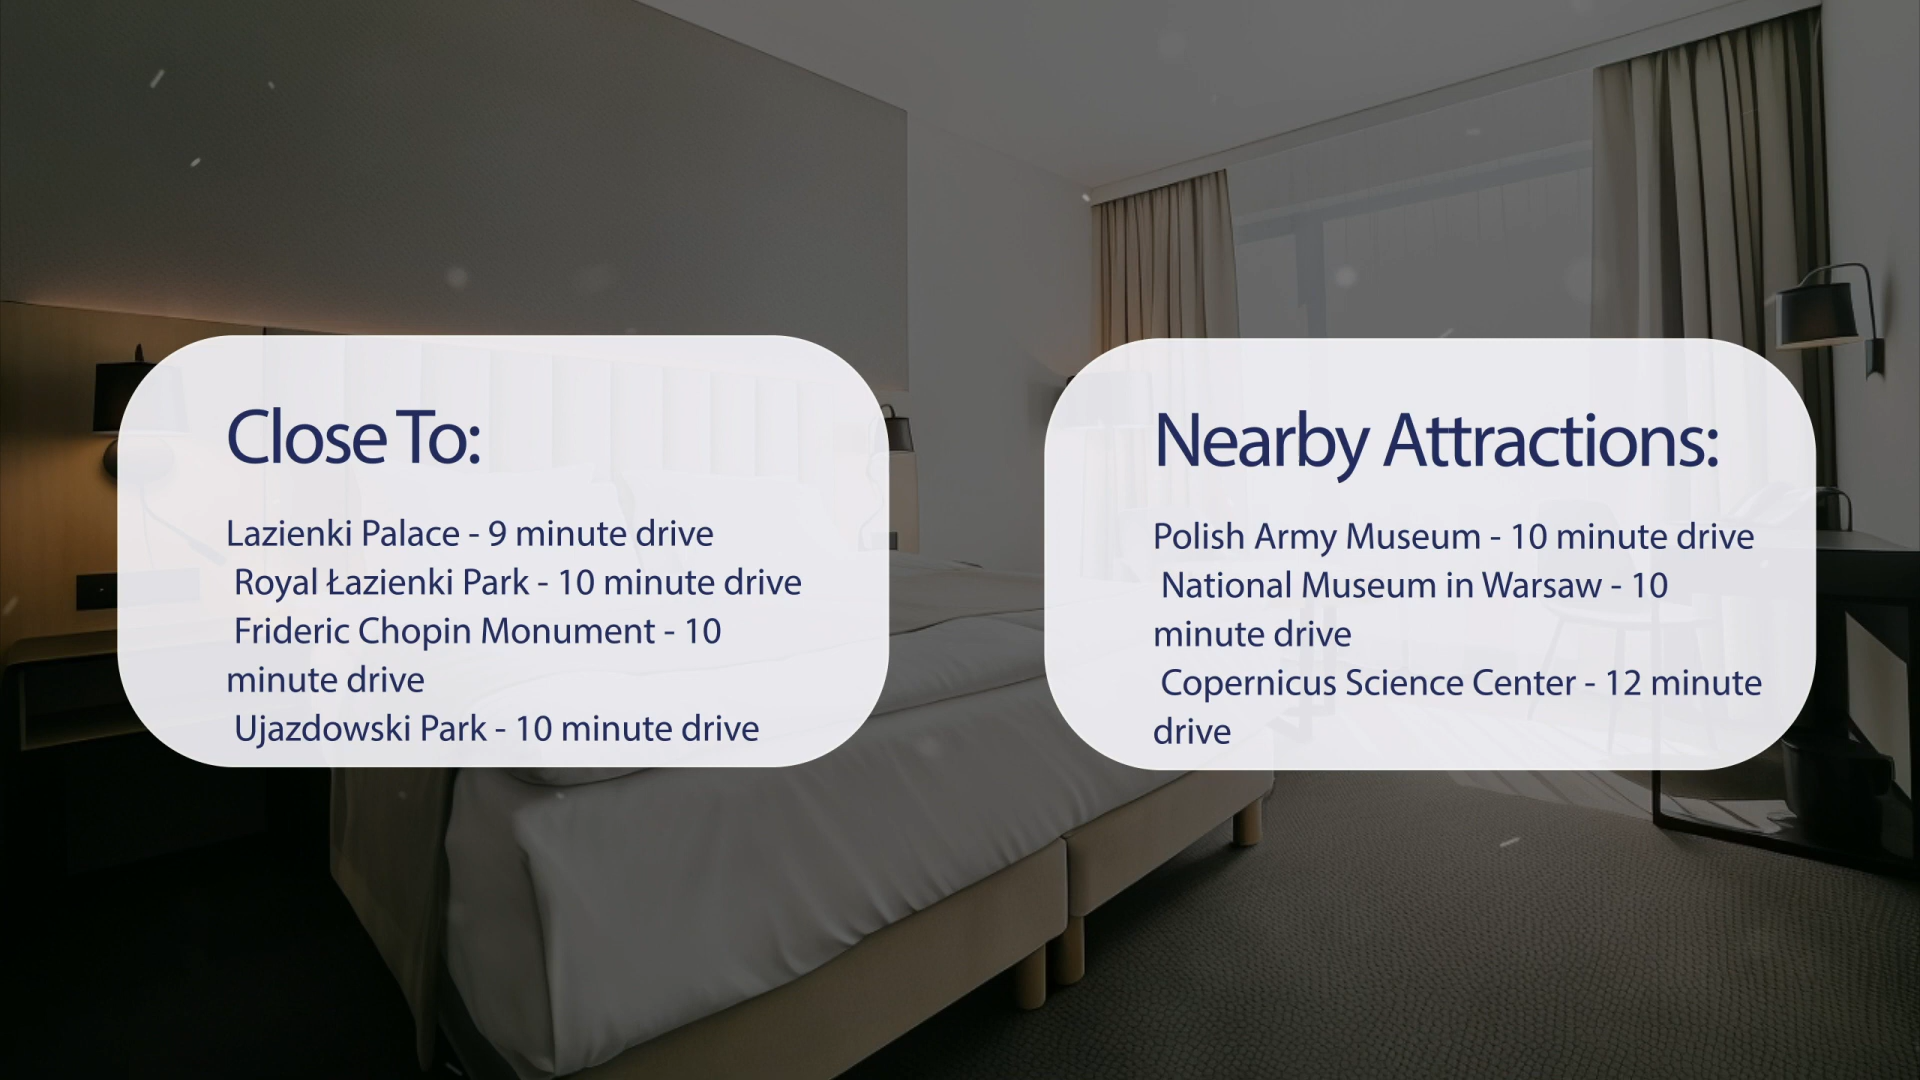 Close To:
Lazienki Palace - 9 minute drive
Royal Łazienki Park - 10 minute drive
Frideric Chopin Monument - 10
minute drive
Ujazdowski Park - 10 minute drive
Nearby Attractions:
Polish Army Museum - 10 minute drive
National Museum in Warsaw - 10
minute drive
Copernicus Science Center - 12 minute
drive